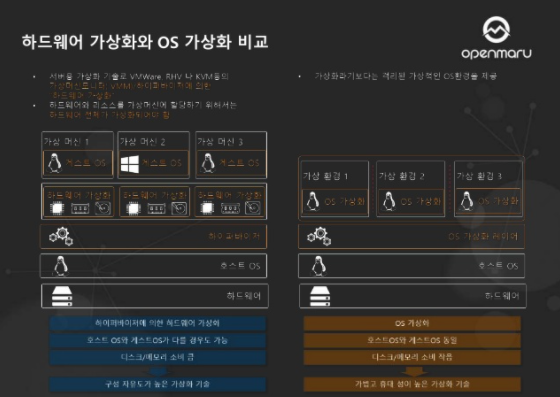 하드웨어 가상화와 OS 가상화 비교
openmaru
• 서버용 가상화 기술로 VMWare, RHV 나 KVM등의
가상머신모니터(VMM)/하이퍼바이저에 의한
하드웨어 가상화
• 하드웨어와 리소스를 가상머신에 할당하기 위해서는
하드웨어 전체가 가상화되어야 함
• 가상화라기보다는 격리된 가상적인 OS환경을 제공
가상 머신 1
가상 머신 2
가상 머신 3
게스트 OS
게스트 OS
게스트 OS
하드웨어 가상화
하드웨어 가상화
하드웨어 가상화
하이퍼바이저
호스트 OS
하드웨어
가상 환경 1
가상 환경 2
가상 환경 3
OS 가상화
OS 가상화
OS 가상화
OS 가상화 레이어
호스트 OS
하드웨어
하이퍼바이저에 의한 하드웨어 가상화
호스트 OS와 게스트OS가 다를 경우도 가능
디스크/메모리 소비 큼
구성 자유도가 높은 가상화 기술
OS 가상화
호스트OS와 게스트OS 동일
디스크/메모리 소비 작음
가볍고 휴대 성이 높은 가상화 기술